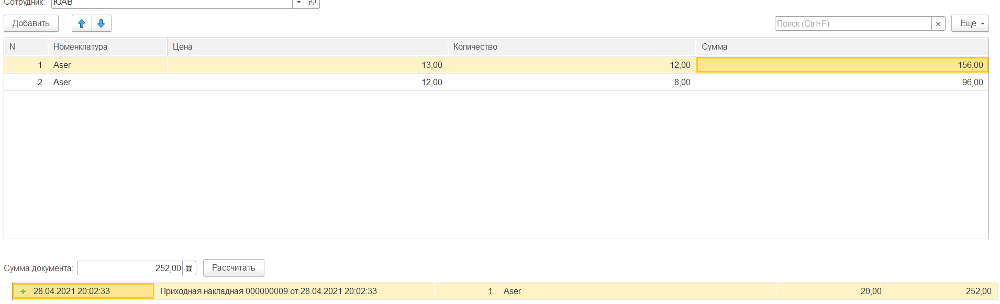 Сотрудник: ЮАВ
Добавить Поиск (Ctrl+F) × Еще
N Номенклатура Цена Количество Сумма
1 Aser 13,00 12,00 156,00
2 Aser 12,00 8,00 96,00
Сумма документа: 252,00 Рассчитать
28.04.2021 20:02:33 Приходная накладная 000000009 от 28.04.2021 20:02:33 1 Aser 20,00 252,00